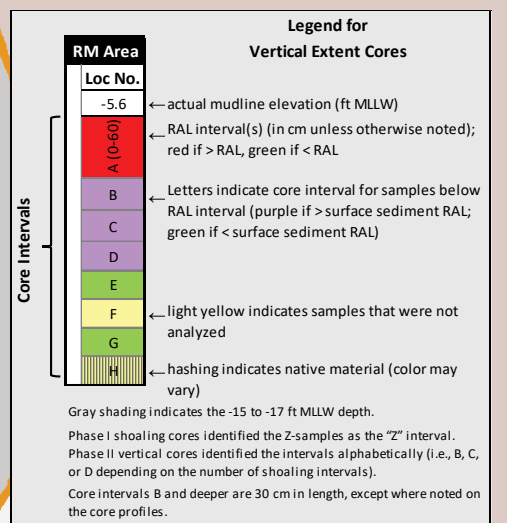 Legend for
Vertical Extent Cores
RM Area
Loc No.
-5.6
actual mudline elevation (ft MLLW)
A (0-60)
RAL interval(s) (in cm unless otherwise noted);
red if > RAL, green if < RAL
B
Letters indicate core interval for samples below
RAL interval (purple if > surface sediment RAL;
green if < surface sediment RAL)
C
D
E
F
light yellow indicates samples that were not
analyzed
G
H
hashing indicates native material (color may
vary)
Core Intervals
Gray shading indicates the -15 to -17 ft MLLW depth.
Phase I shoaling cores identified the Z-samples as the “Z” interval.
Phase II vertical cores identified the intervals alphabetically (i.e., B, C,
or D depending on the number of shoaling intervals).
Core intervals B and deeper are 30 cm in length, except where noted on
the core profiles.